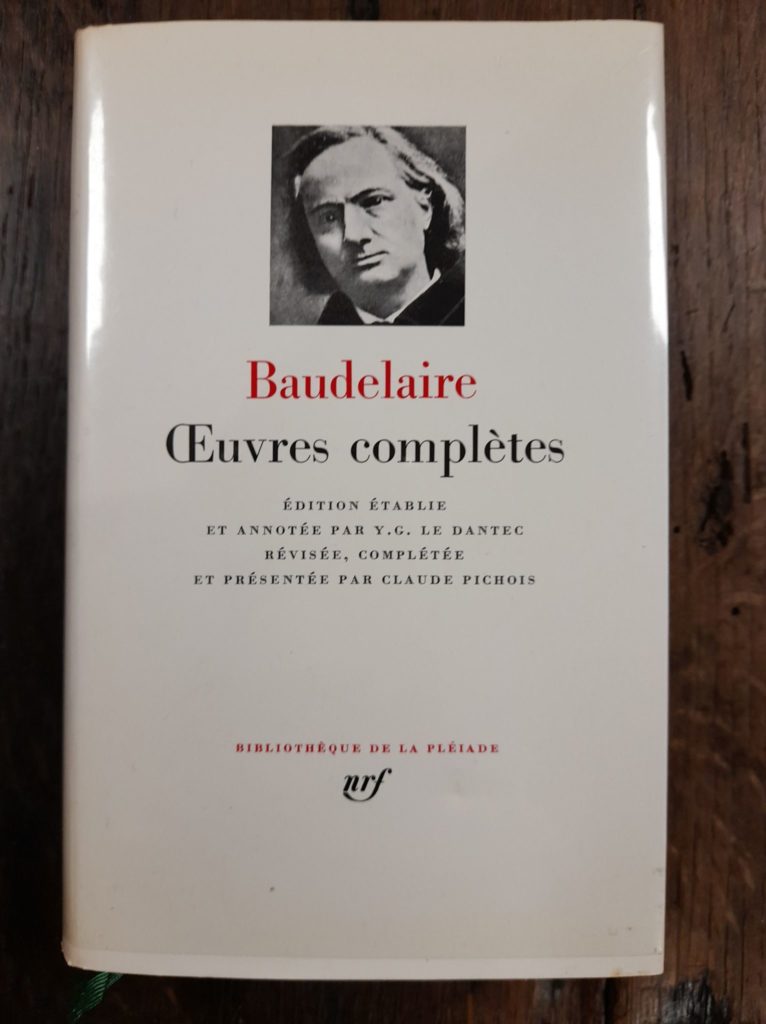 Baudelaire
Œuvres complètes
ÉDITION ÉTABLIE
ET ANNOTÉE PAR Y.G. LE DANTEC
RÉVISÉE, COMPLÉTÉE
ET PRÉSENTÉE PAR CLAUDE PICHOIS
BIBLIOTHÈQUE DE LA PLÉIADE
nrf